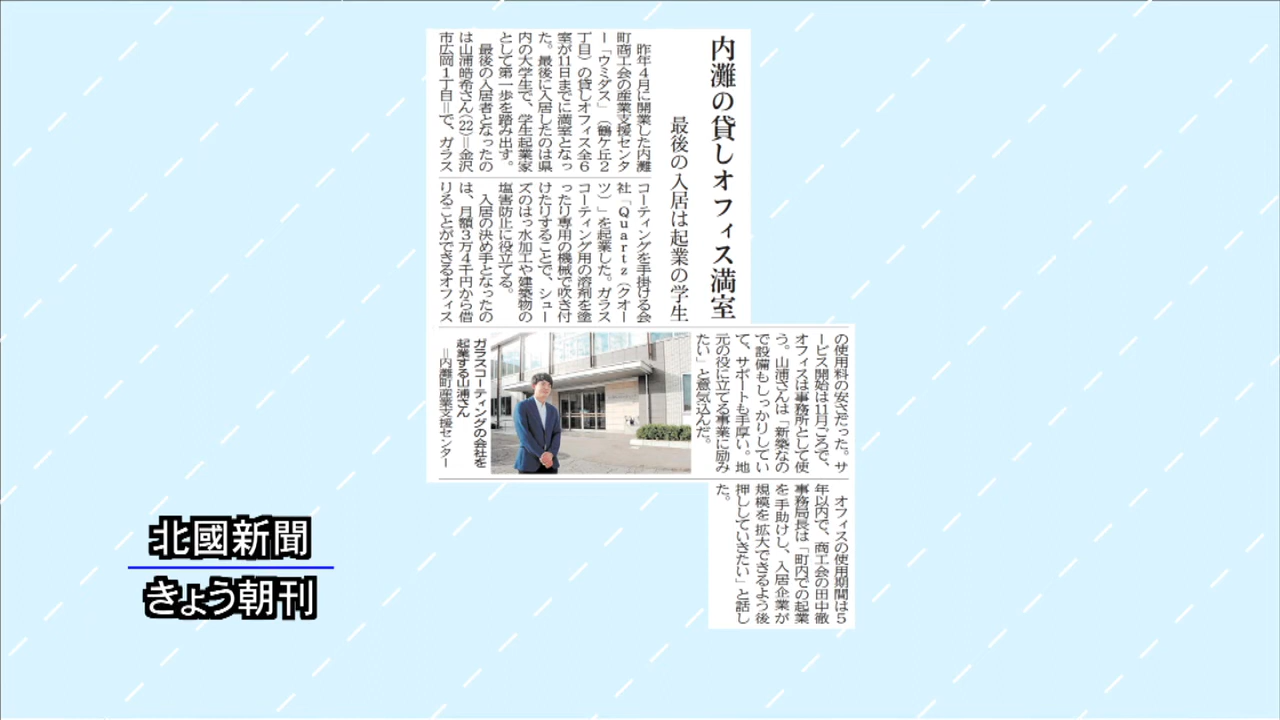 内灘の貸しオフィス満室
最後の入居は起業の学生
昨年４月に開業した内灘
町商工会の産業支援センタ
ー「ウミダス」（鶴ケ丘２
丁目）の貸しオフィス全６
室が11日までに満室となっ
た。最後に入居したのは県
内の大学生で、学生起業家
として第一歩を踏み出す。
最後の入居者となったの
は山浦皓希さん(22)＝金沢
市広岡１丁目＝で、ガラス
コーティングを手掛ける会
社「Ｑｕａｒｔｚ（クオー
ツ）」を起業した。ガラス
コーティング用の溶剤を塗
ったり専用の機械で吹き付
けたりすることで、シュー
ズのはっ水加工や建築物の
塩害防止に役立てる。
入居の決め手となったの
は、月額３万４千円から借
りることができるオフィス
の使用料の安さだった。サ
ービス開始は11月ごろで、
オフィスは事務所として使
う。山浦さんは「新築なの
で設備もしっかりしてい
て、サポートも手厚い。地
元の役に立てる事業に励み
たい」と意気込んだ。
ガラスコーティングの会社を
起業する山浦さん
＝内灘町産業支援センター
オフィスの使用期間は５
年以内で、商工会の田中徹
事務局長は「町内での起業
を手助けし、入居企業が
規模を拡大できるよう後
押ししていきたい」と話し
た。
北國新聞
きょう朝刊